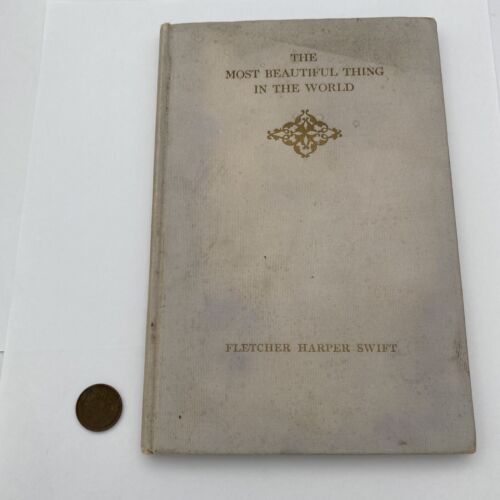 THE
MOST BEAUTIFUL THING
IN THE WORLD
FLETCHER HARPER SWIFT